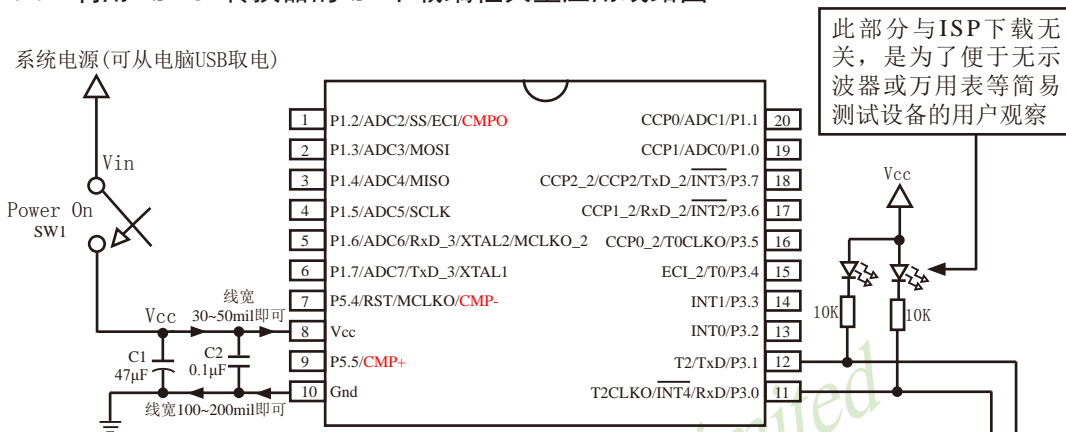 此部分与ISP下载无
关，是为了便于无示
波器或万用表等简易
测试设备的用户观察
系统电源(可从电脑USB取电)
Vin
Power On
SW1
Vcc
线宽
30~50mil即可
C1
47μF
C2
0.1μF
线宽100~200mil即可
1 P1.2/ADC2/SS/ECI/CMPO
2 P1.3/ADC3/MOSI
3 P1.4/ADC4/MISO
4 P1.5/ADC5/SCLK
5 P1.6/ADC6/RxD_3/XTAL2/MCLKO_2
6 P1.7/ADC7/TxD_3/XTAL1
7 P5.4/RST/MCLKO/CMP-
8 Vcc
9 P5.5/CMP+
10 Gnd
CCP0/ADC1/P1.1 20
CCP1/ADC0/P1.0 19
CCP2_2/CCP2/TxD_2/INT3/P3.7 18
CCP1_2/RxD_2/INT2/P3.6 17
CCP0_2/T0CLKO/P3.5 16
ECI_2/T0/P3.4 15
INT1/P3.3 14
INT0/P3.2 13
T2/TxD/P3.1 12
T2CLKO/INT4/RxD/P3.0 11
Vcc
10K
10K